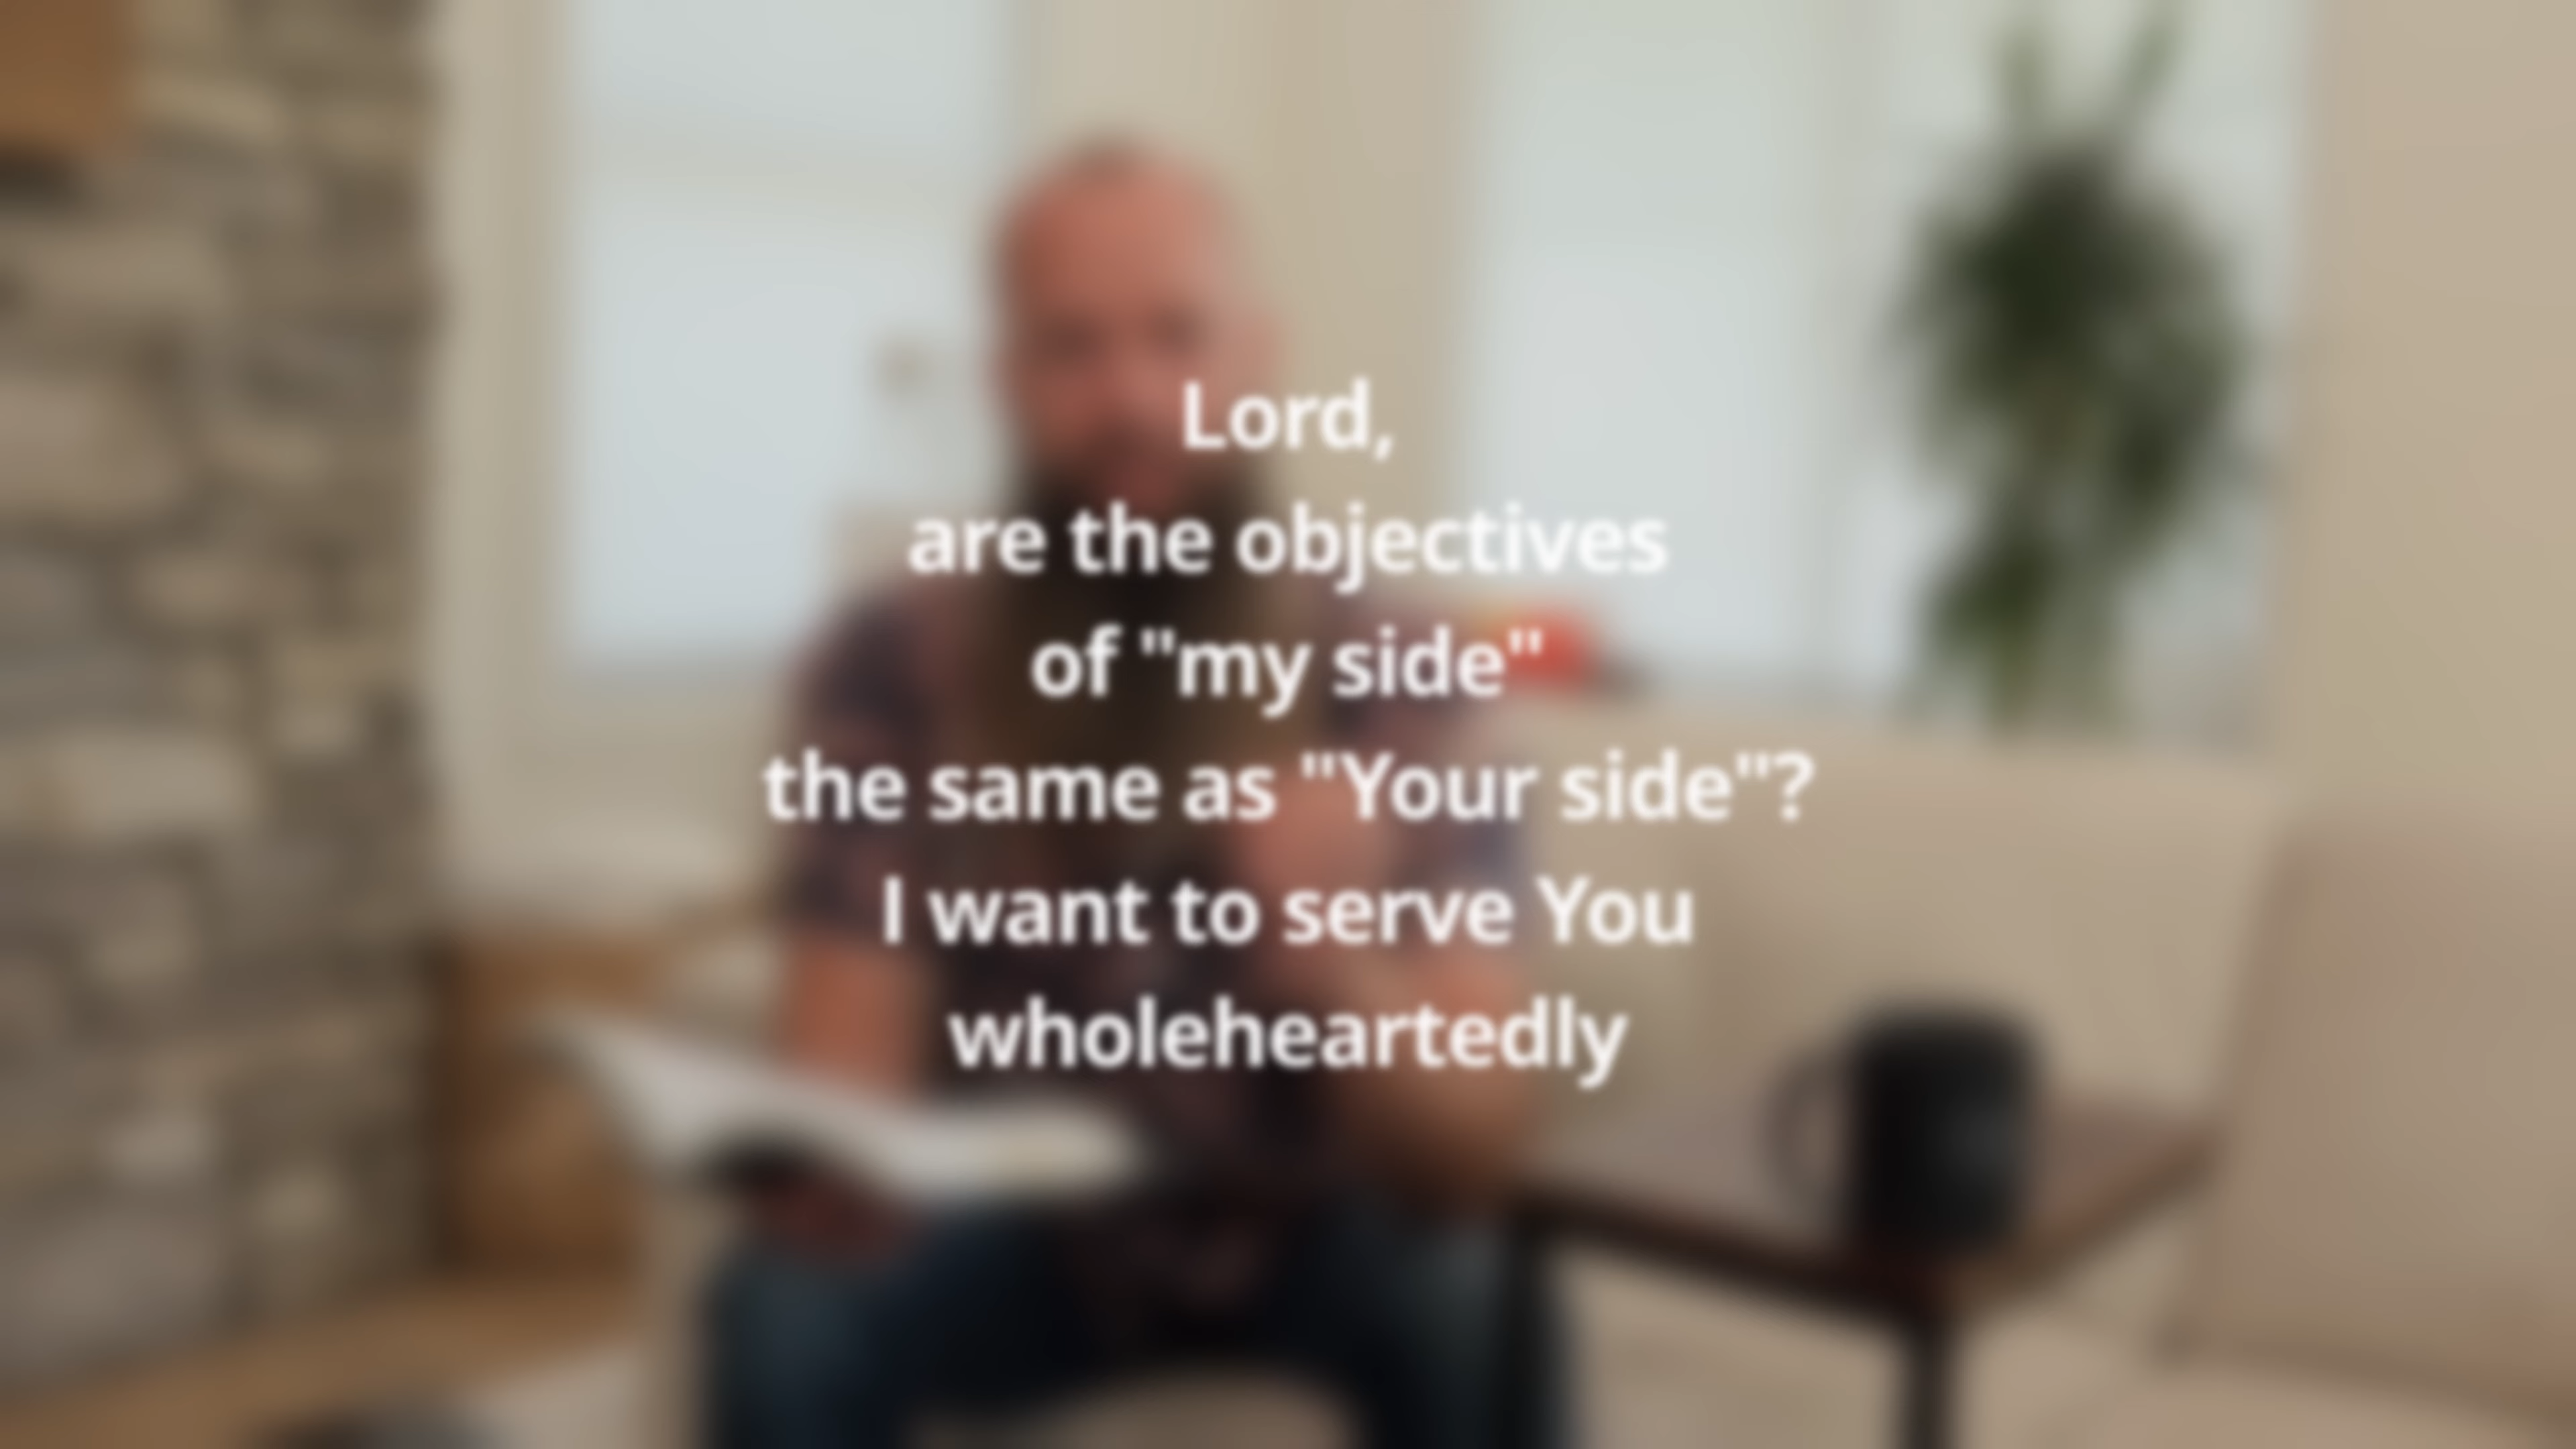 Lord,
are the objectives
of "my side"
the same as "Your side"?
I want to serve You
wholeheartedly